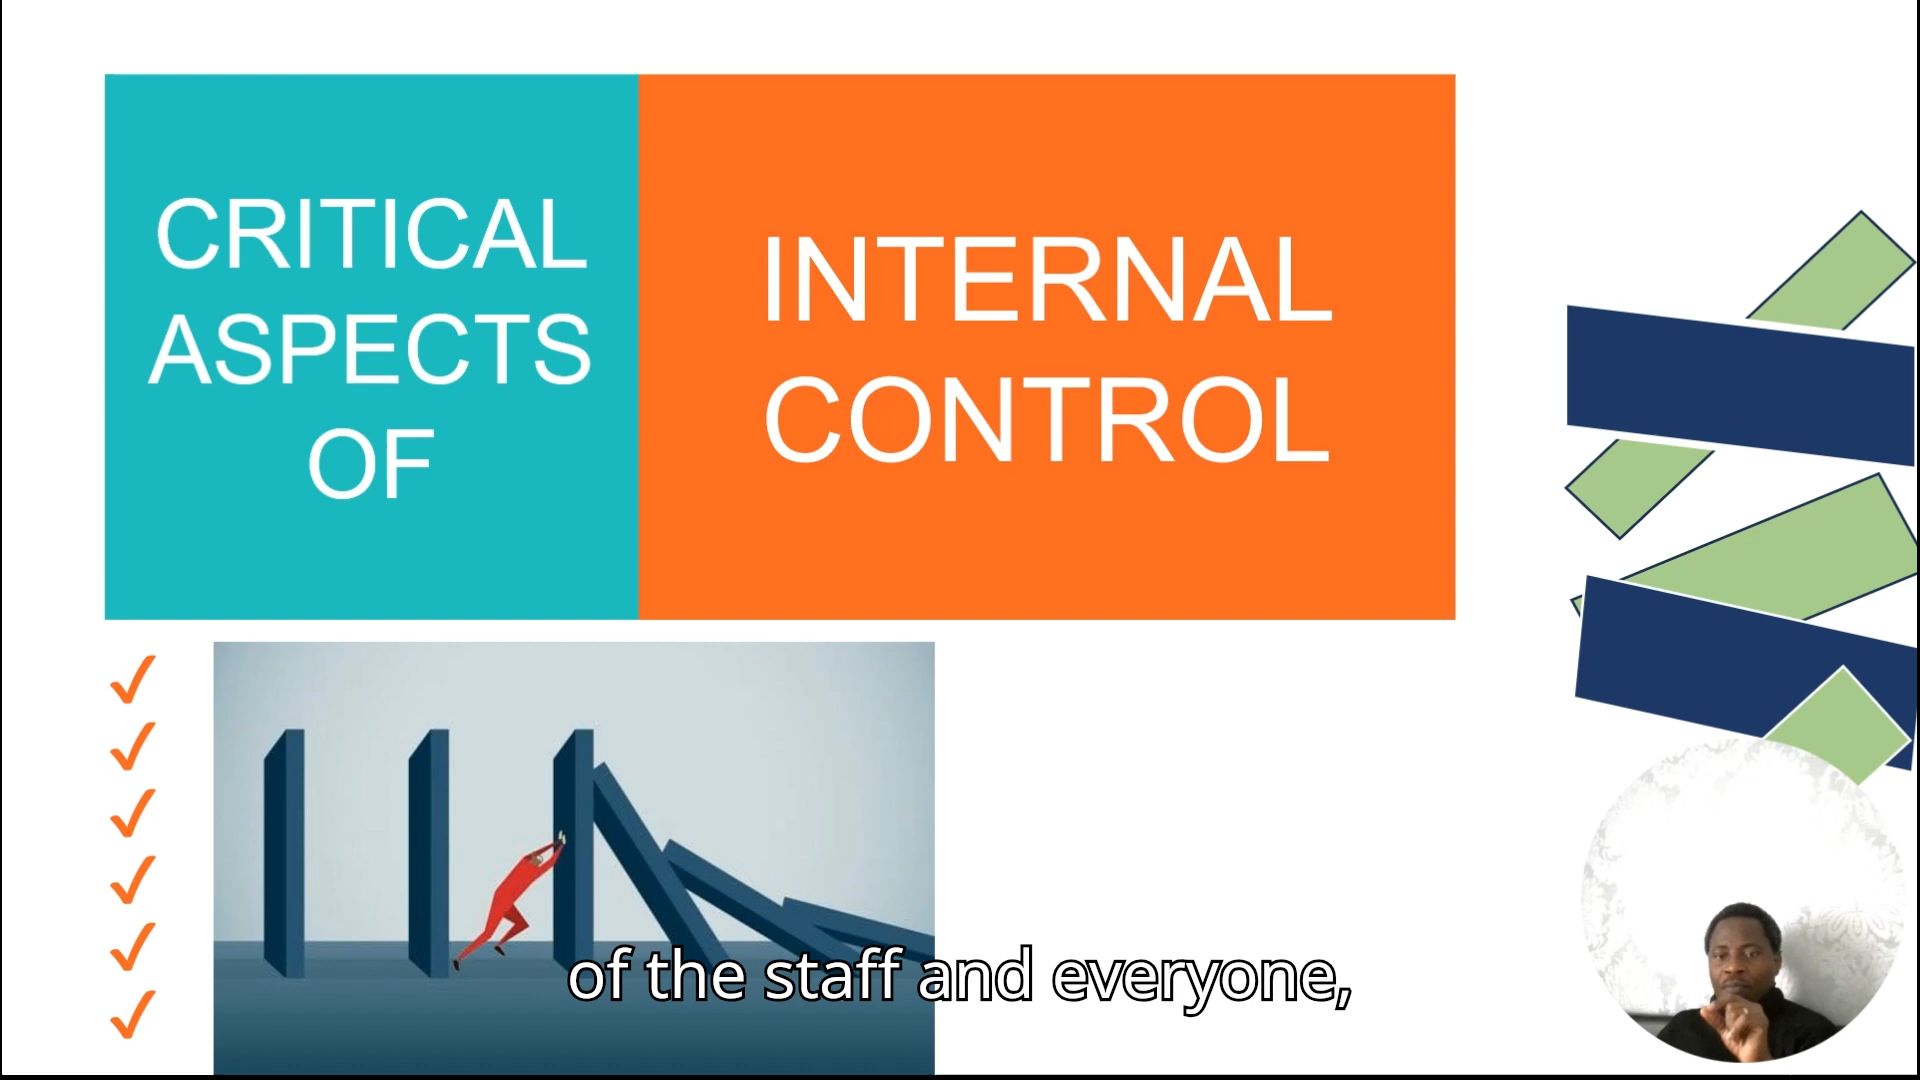 CRITICAL
ASPECTS
OF
INTERNAL
CONTROL
of the staff and everyone,